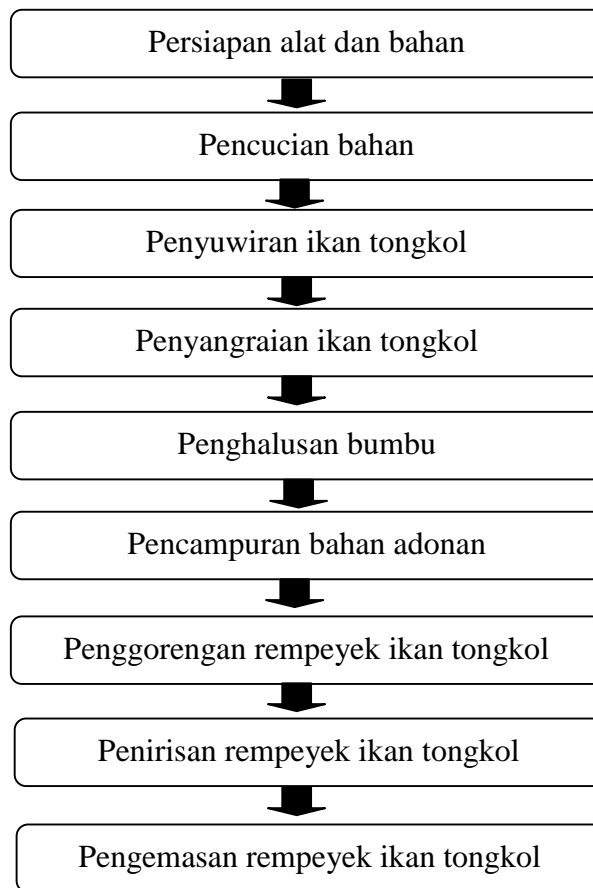 Persiapan alat dan bahan
Pencucian bahan
Penyuwiran ikan tongkol
Penyangraian ikan tongkol
Penghalusan bumbu
Pencampuran bahan adonan
Penggorengan rempeyek ikan tongkol
Penirisan rempeyek ikan tongkol
Pengemasan rempeyek ikan tongkol